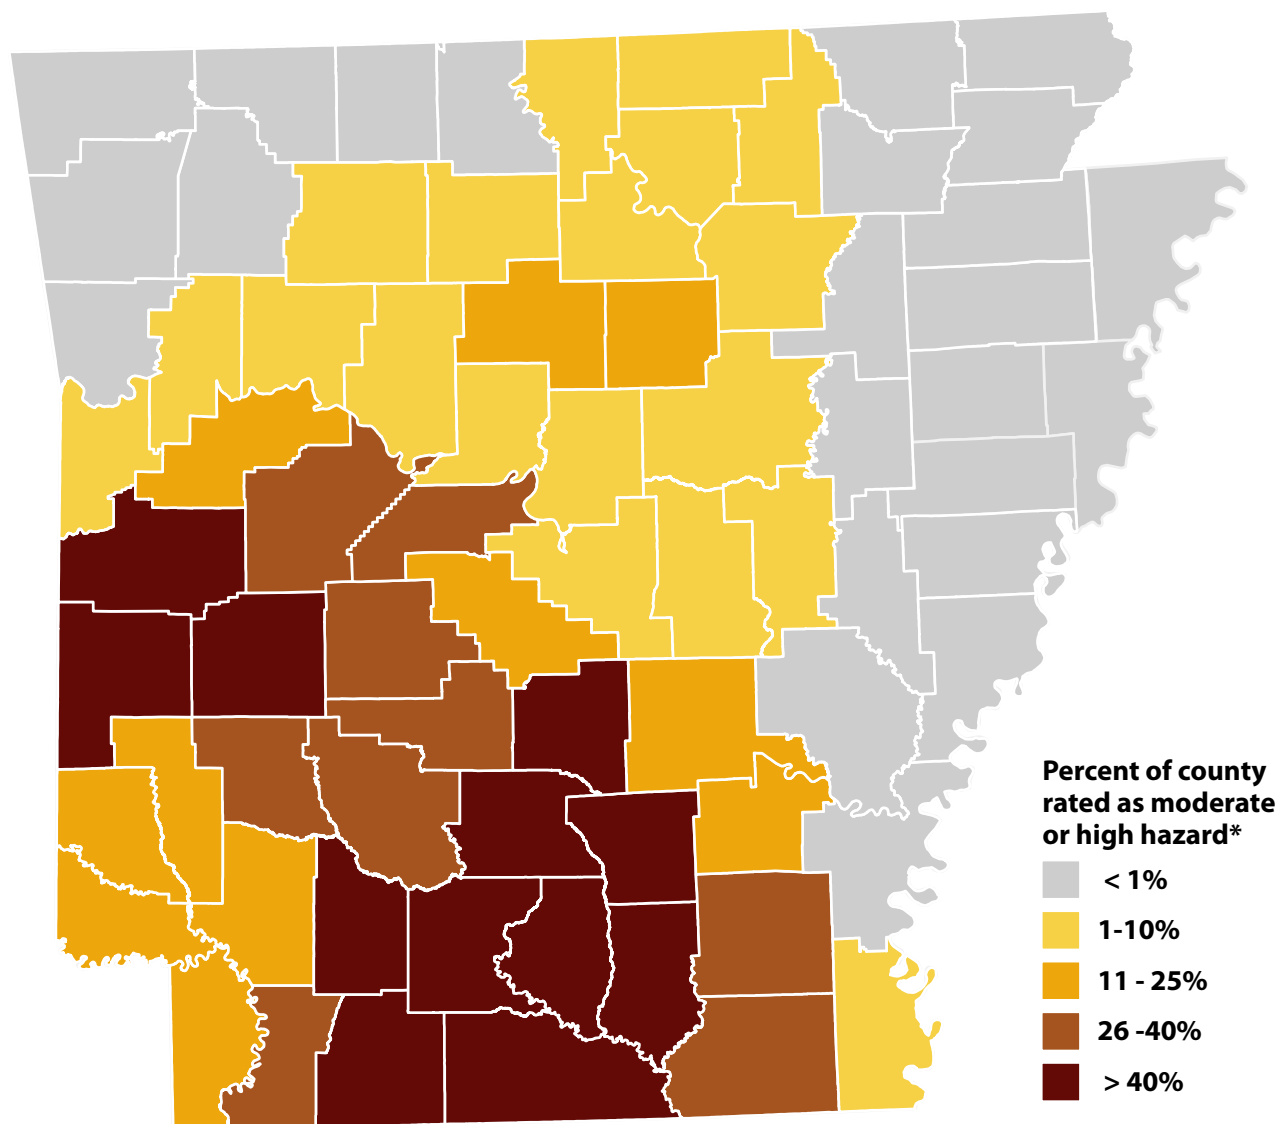 Percent of county
rated as moderate
or high hazard*
< 1%
1-10%
11 - 25%
26 -40%
> 40%